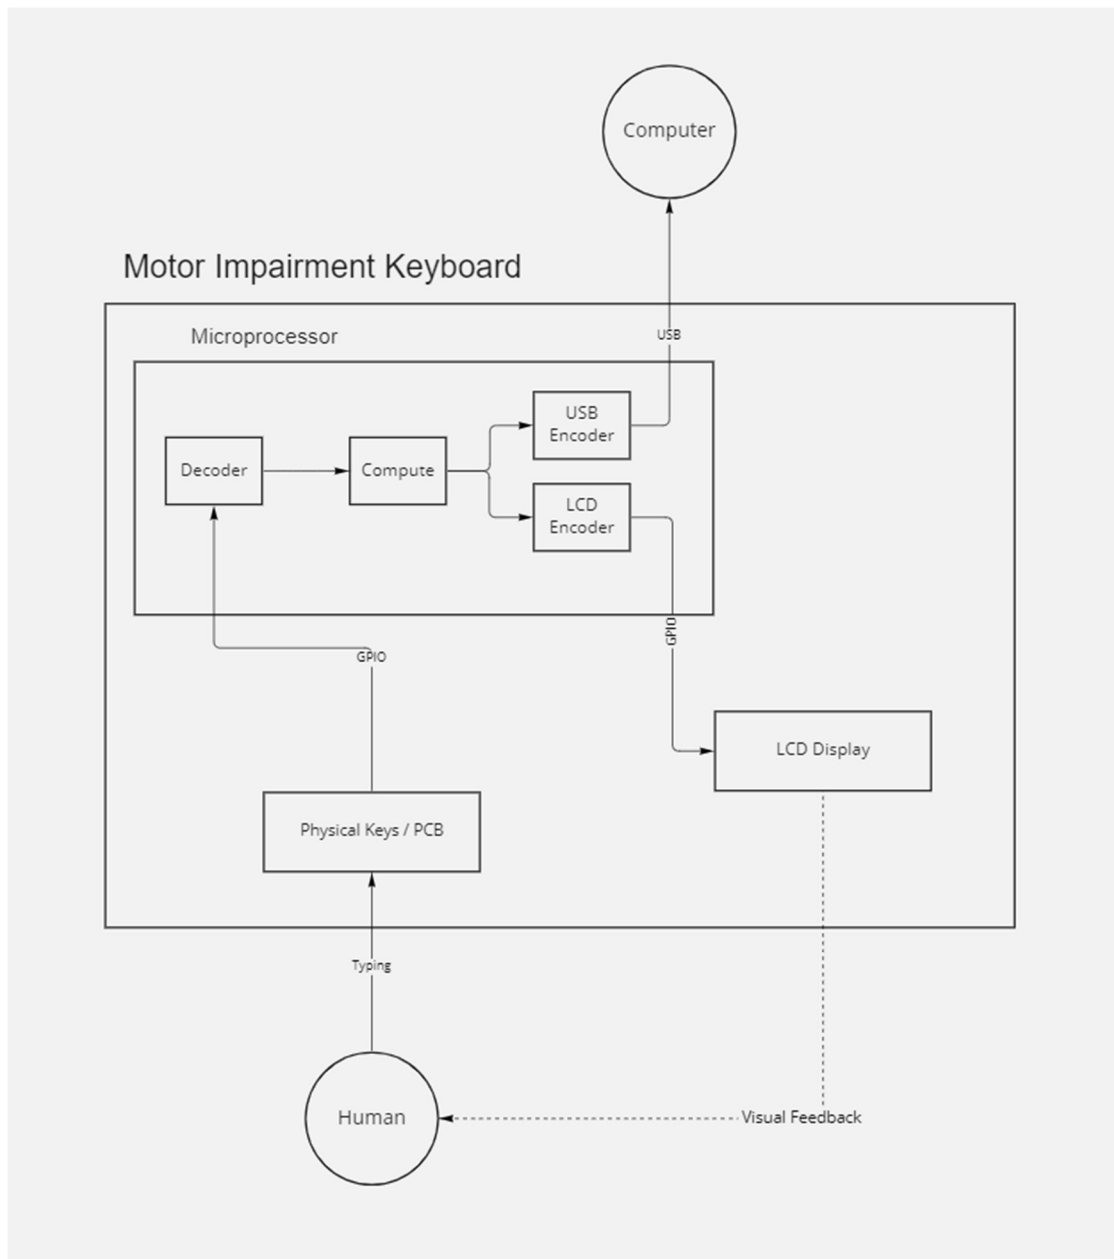 Computer
Motor Impairment Keyboard
USB
Microprocessor
USB
Encoder
Decoder
Compute
LCD
Encoder
GPIO
GPIO
LCD Display
Physical Keys / PCB
Typing
Human
Visual Feedback